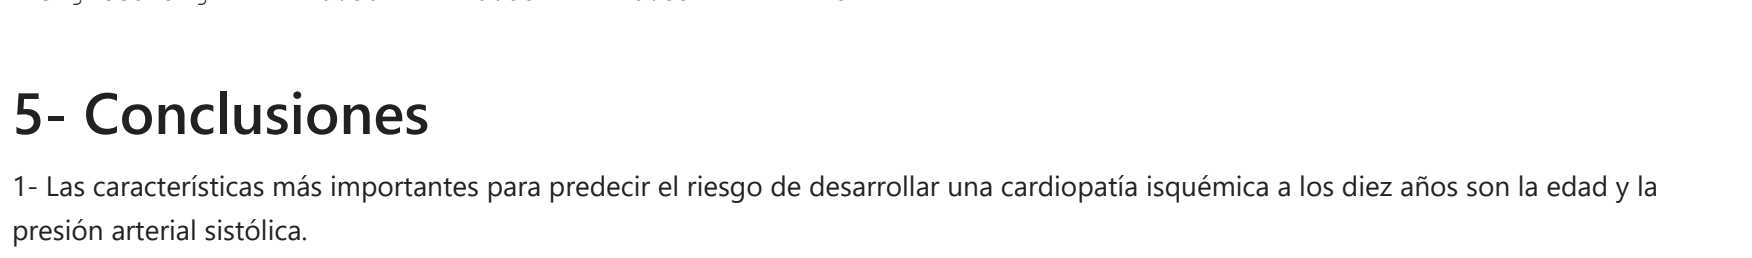 5- Conclusiones
1- Las características más importantes para predecir el riesgo de desarrollar una cardiopatía isquémica a los diez años son la edad y la
presión arterial sistólica.